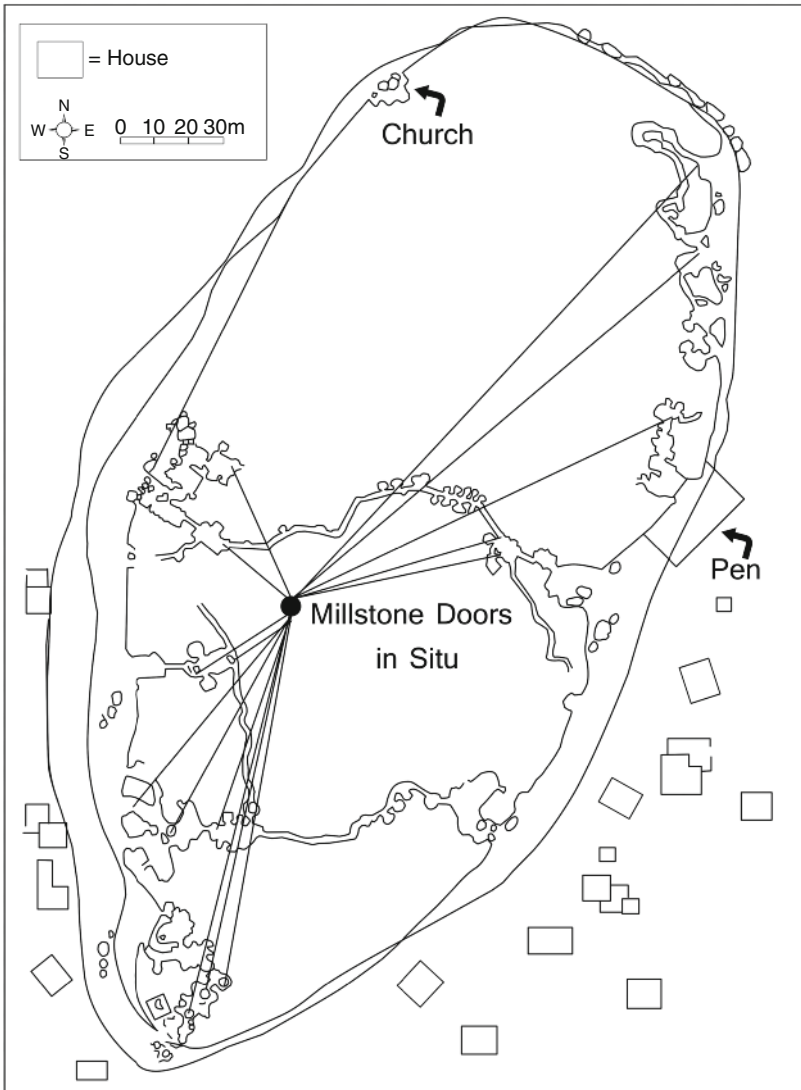 = House
N
W E
S
0 10 20 30m
Church
Pen
Millstone Doors
in Situ